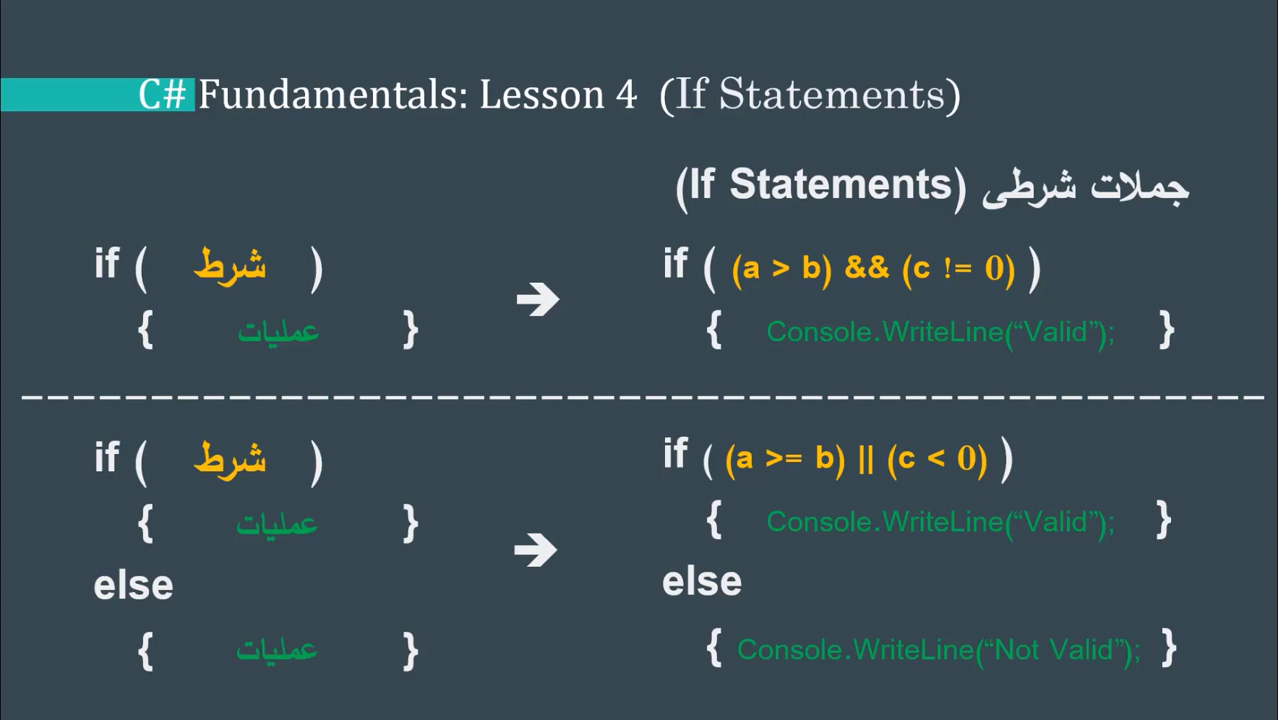 C# Fundamentals: Lesson 4 (If Statements)
جملات شرطی (If Statements)
if ( شرط )
{ عملیات }
➔
if ( (a > b) && (c != 0) )
{ Console.WriteLine(“Valid”); }
if ( شرط )
{ عملیات }
else
{ عملیات }
➔
if ( (a >= b) || (c < 0) )
{ Console.WriteLine(“Valid”); }
else
{ Console.WriteLine(“Not Valid”); }